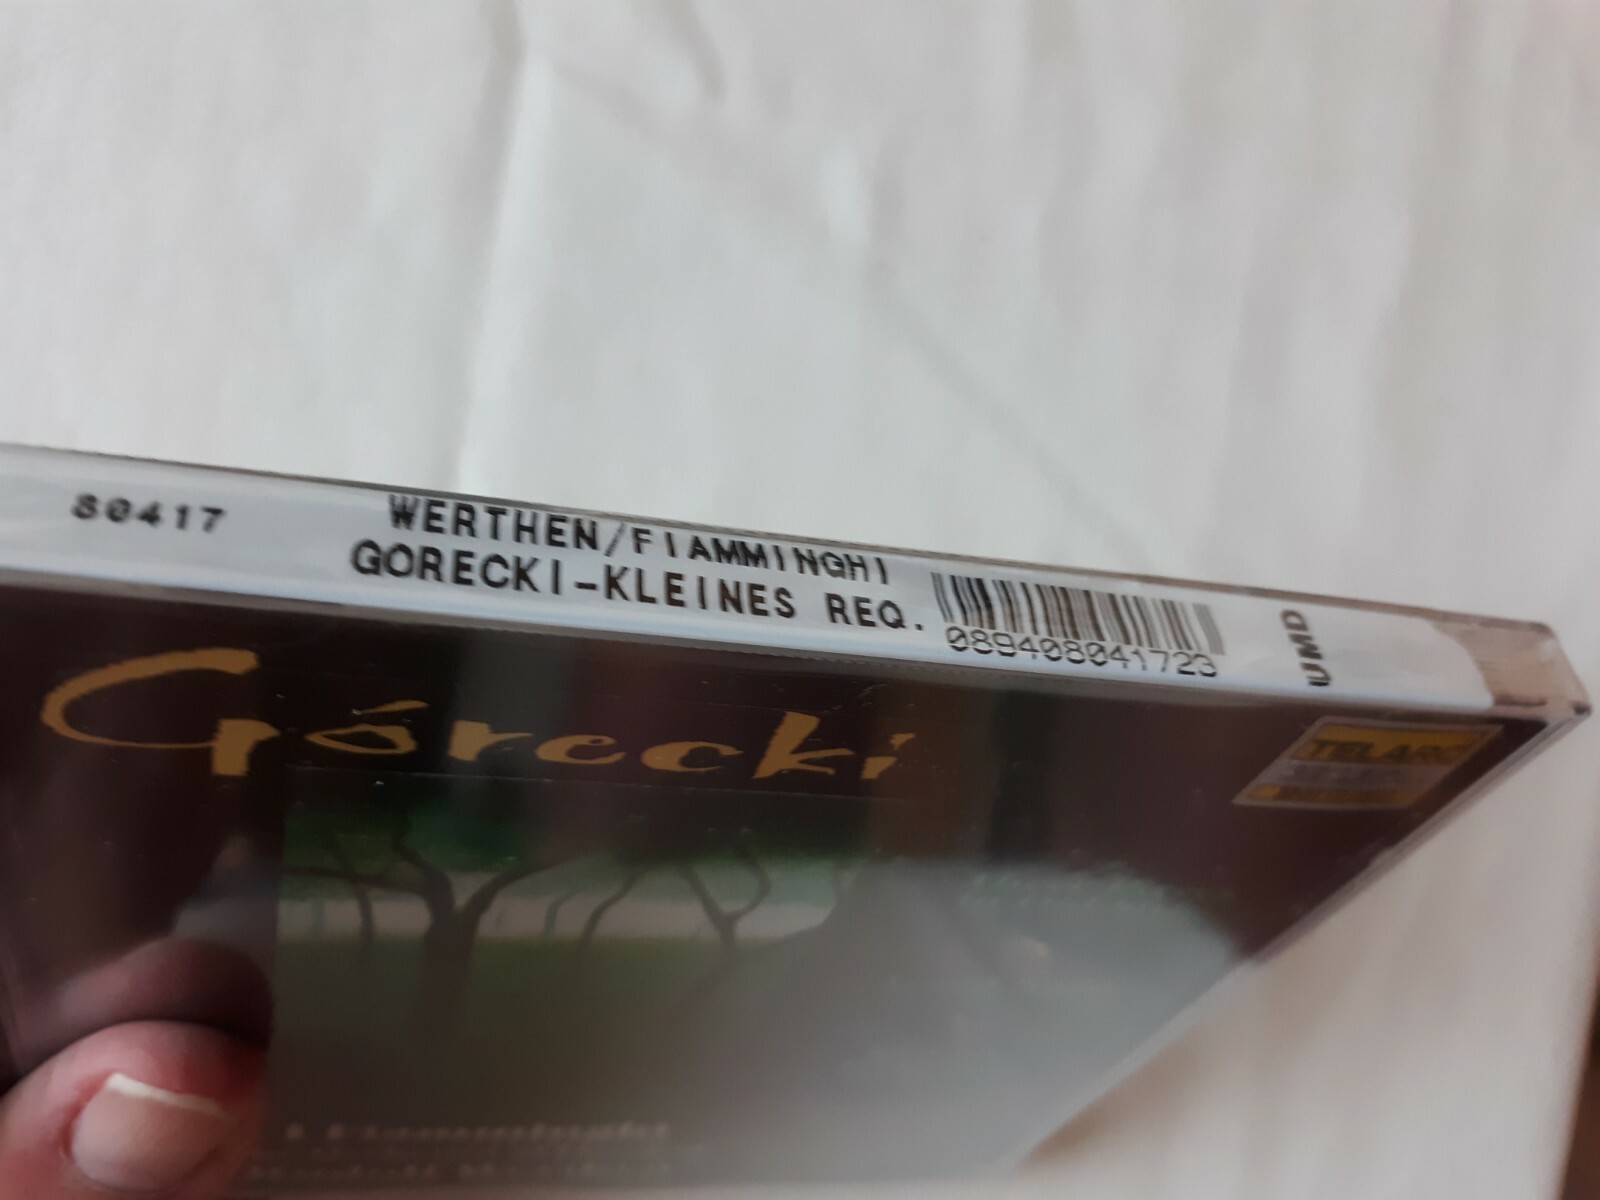 80417
WERTHEN/FIAMMINGHI
GORECKI-KLEINES REQ.
089408041723
UMD
Górecki
TELARC